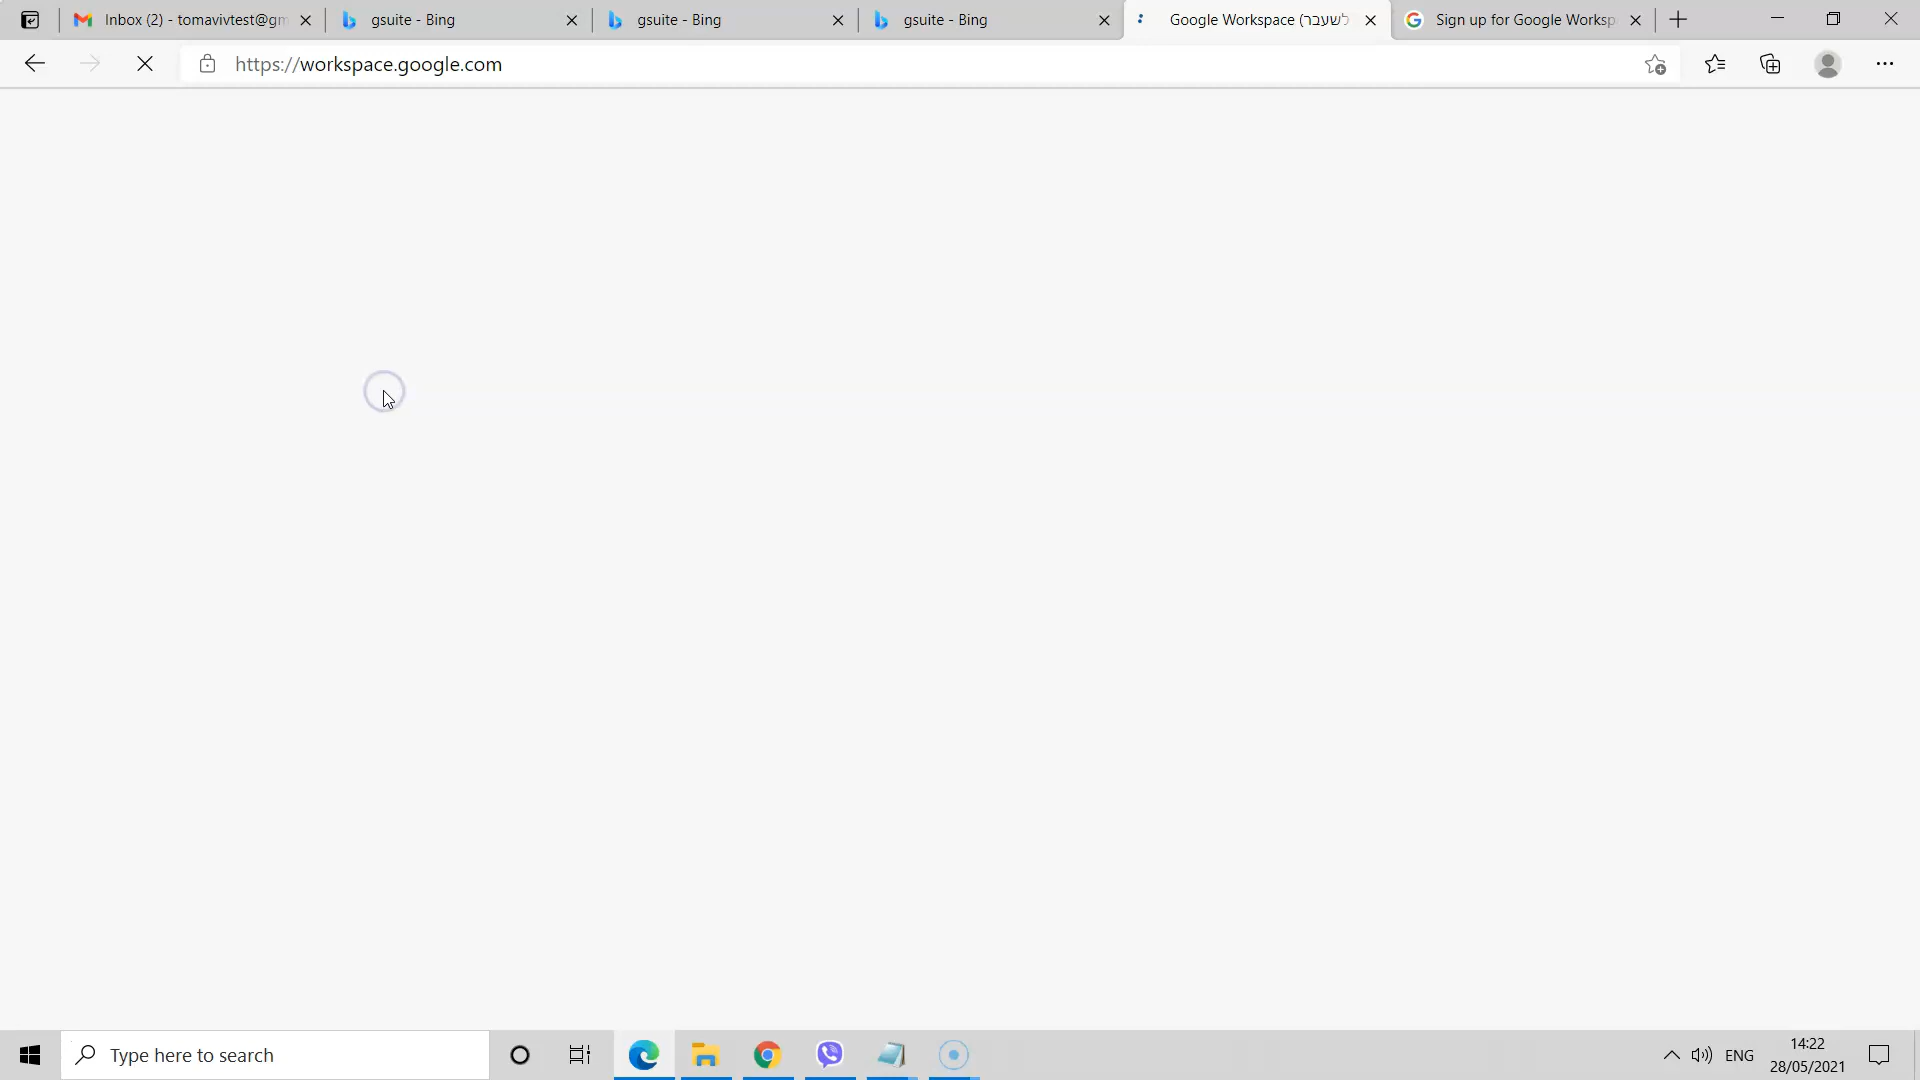 Inbox (2) - tomavivtest@gm
gsuite - Bing
gsuite - Bing
gsuite - Bing
Google Workspace (לשעבר
Sign up for Google Worksp
https://workspace.google.com
Type here to search
ENG
14:22
28/05/2021